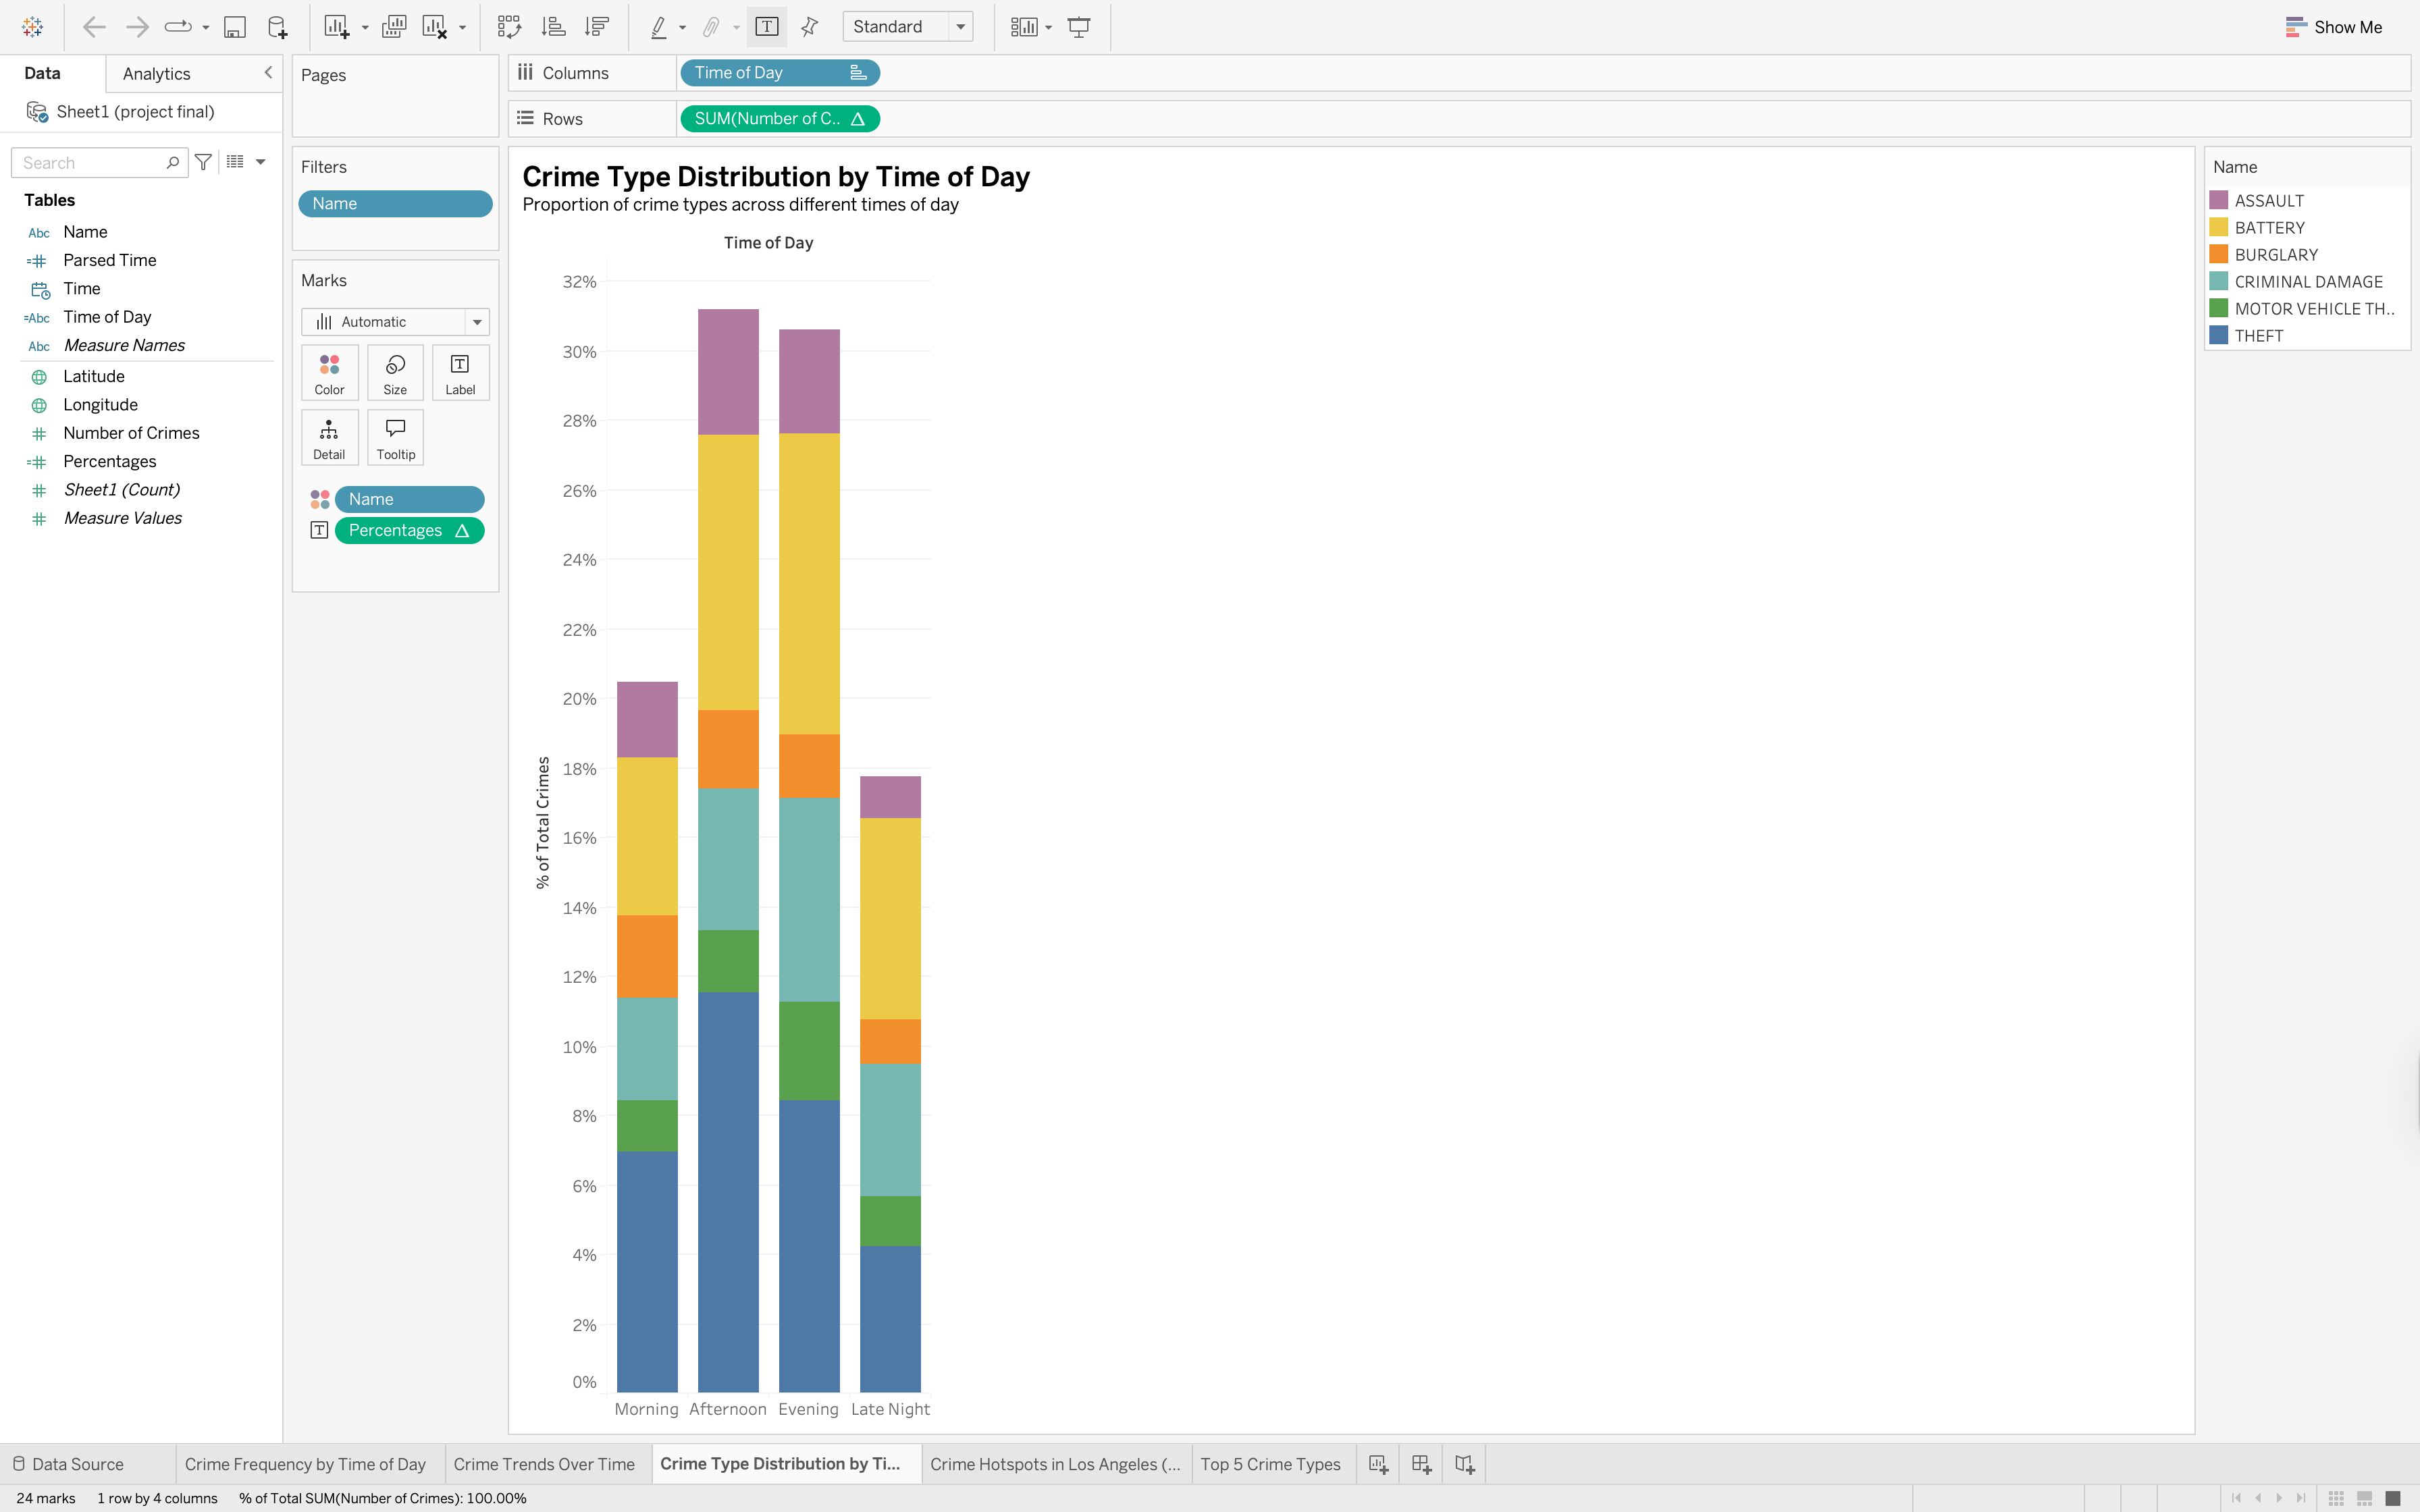 Standard
Show Me
Data
Analytics
Sheet1 (project final)
Search
Tables
Abc Name
=# Parsed Time
Time
=Abc Time of Day
Abc Measure Names
Latitude
Longitude
# Number of Crimes
=# Percentages
# Sheet1 (Count)
# Measure Values
Pages
Filters
Name
Marks
Automatic
Color
Size
T
Label
Detail
Tooltip
Name
T Percentages Δ
Columns
Time of Day
Rows
SUM(Number of C.. Δ
Crime Type Distribution by Time of Day
Proportion of crime types across different times of day
Time of Day
% of Total Crimes
32%
30%
28%
26%
24%
22%
20%
18%
16%
14%
12%
10%
8%
6%
4%
2%
0%
Morning Afternoon Evening Late Night
Name
ASSAULT
BATTERY
BURGLARY
CRIMINAL DAMAGE
MOTOR VEHICLE TH..
THEFT
Data Source
Crime Frequency by Time of Day
Crime Trends Over Time
Crime Type Distribution by Ti...
Crime Hotspots in Los Angeles (...
Top 5 Crime Types
24 marks 1 row by 4 columns % of Total SUM(Number of Crimes): 100.00%